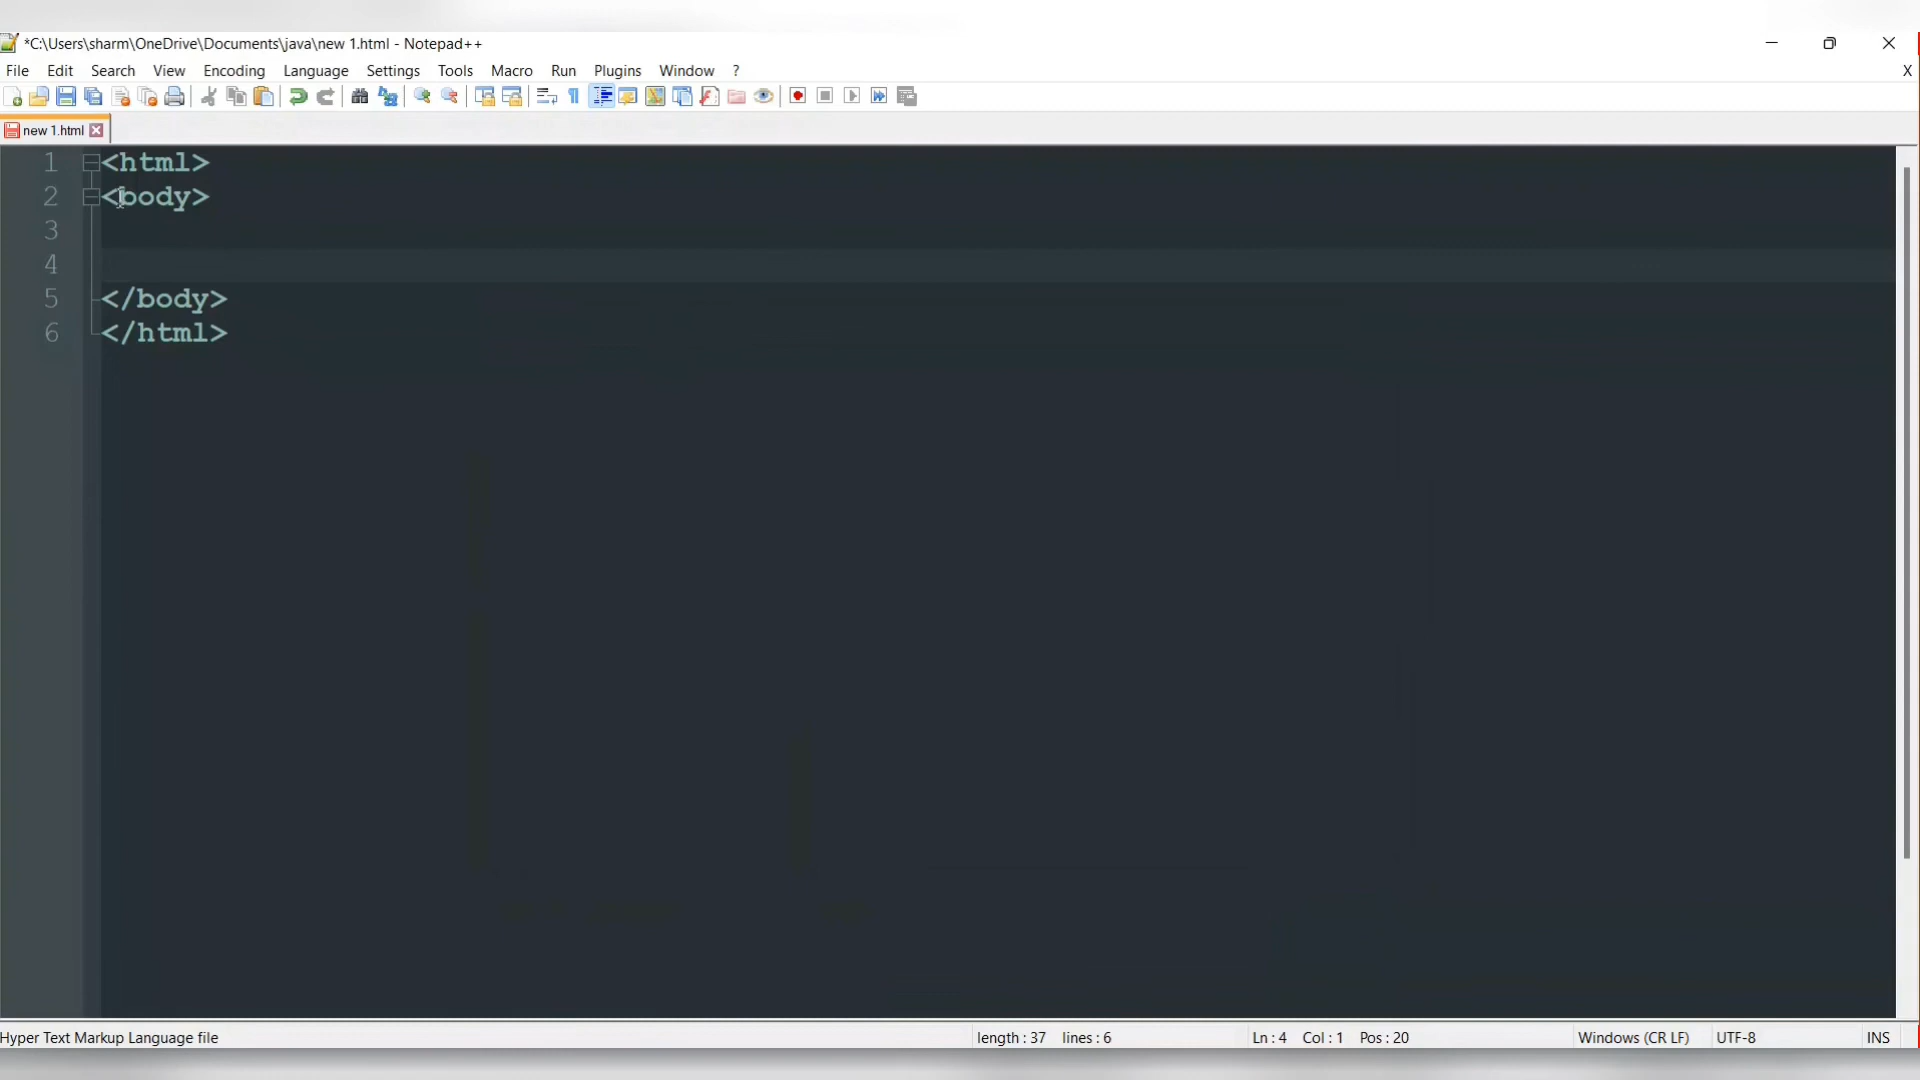 *C:\Users\sharm\OneDrive\Documents\java\new 1.html - Notepad++
File Edit Search View Encoding Language Settings Tools Macro Run Plugins Window ? X
new 1.html
1 <html>
2 <body>
3
4
5 </body>
6 </html>
Hyper Text Markup Language file length : 37 lines : 6 Ln : 4 Col : 1 Pos : 20 Windows (CR LF) UTF-8 INS